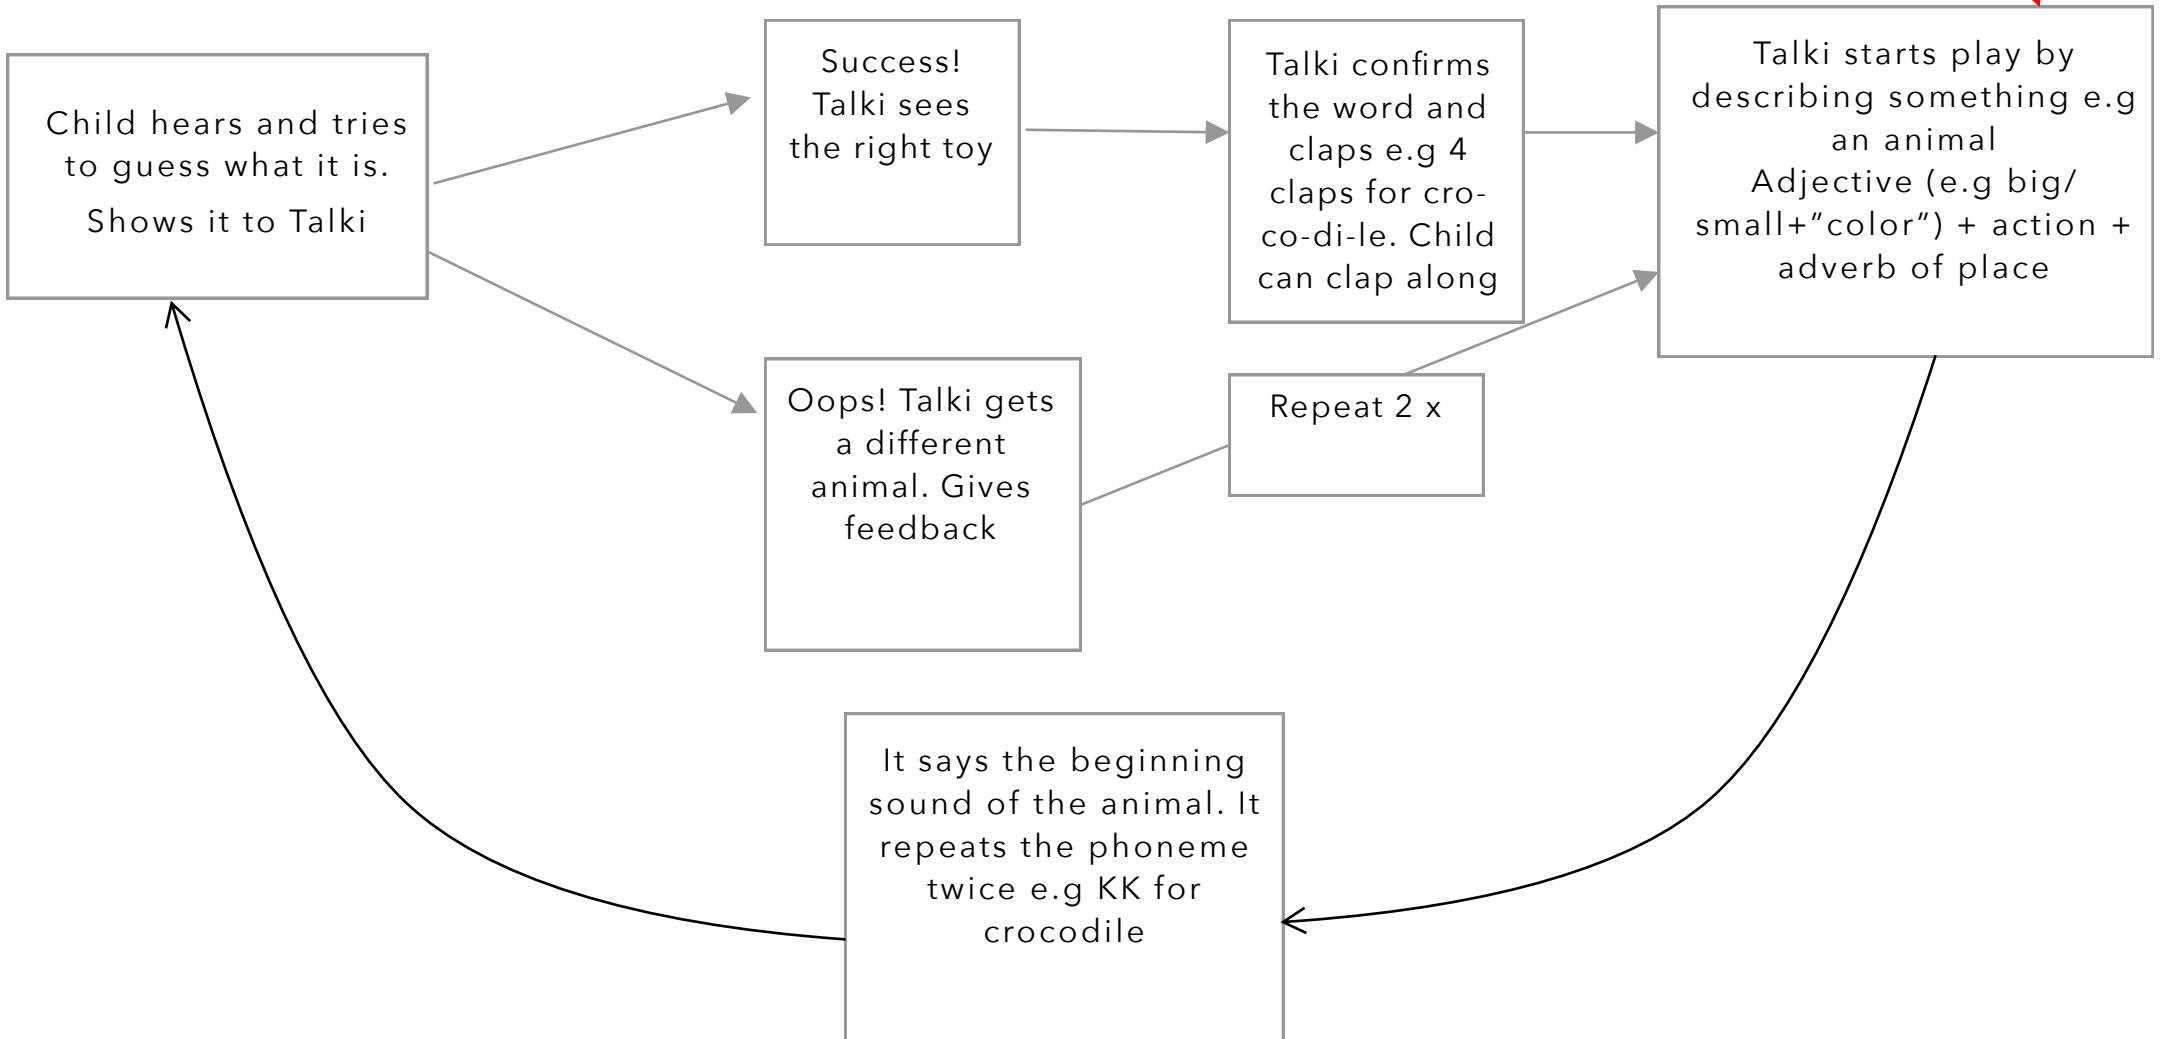 Child hears and tries
to guess what it is.
Shows it to Talki
Success!
Talki sees
the right toy
Talki confirms
the word and
claps e.g 4
claps for cro-
co-di-le. Child
can clap along
Talki starts play by
describing something e.g
an animal
Adjective (e.g big/
small+"color") + action +
adverb of place
Oops! Talki gets
a different
animal. Gives
feedback
Repeat 2 x
It says the beginning
sound of the animal. It
repeats the phoneme
twice e.g KK for
crocodile